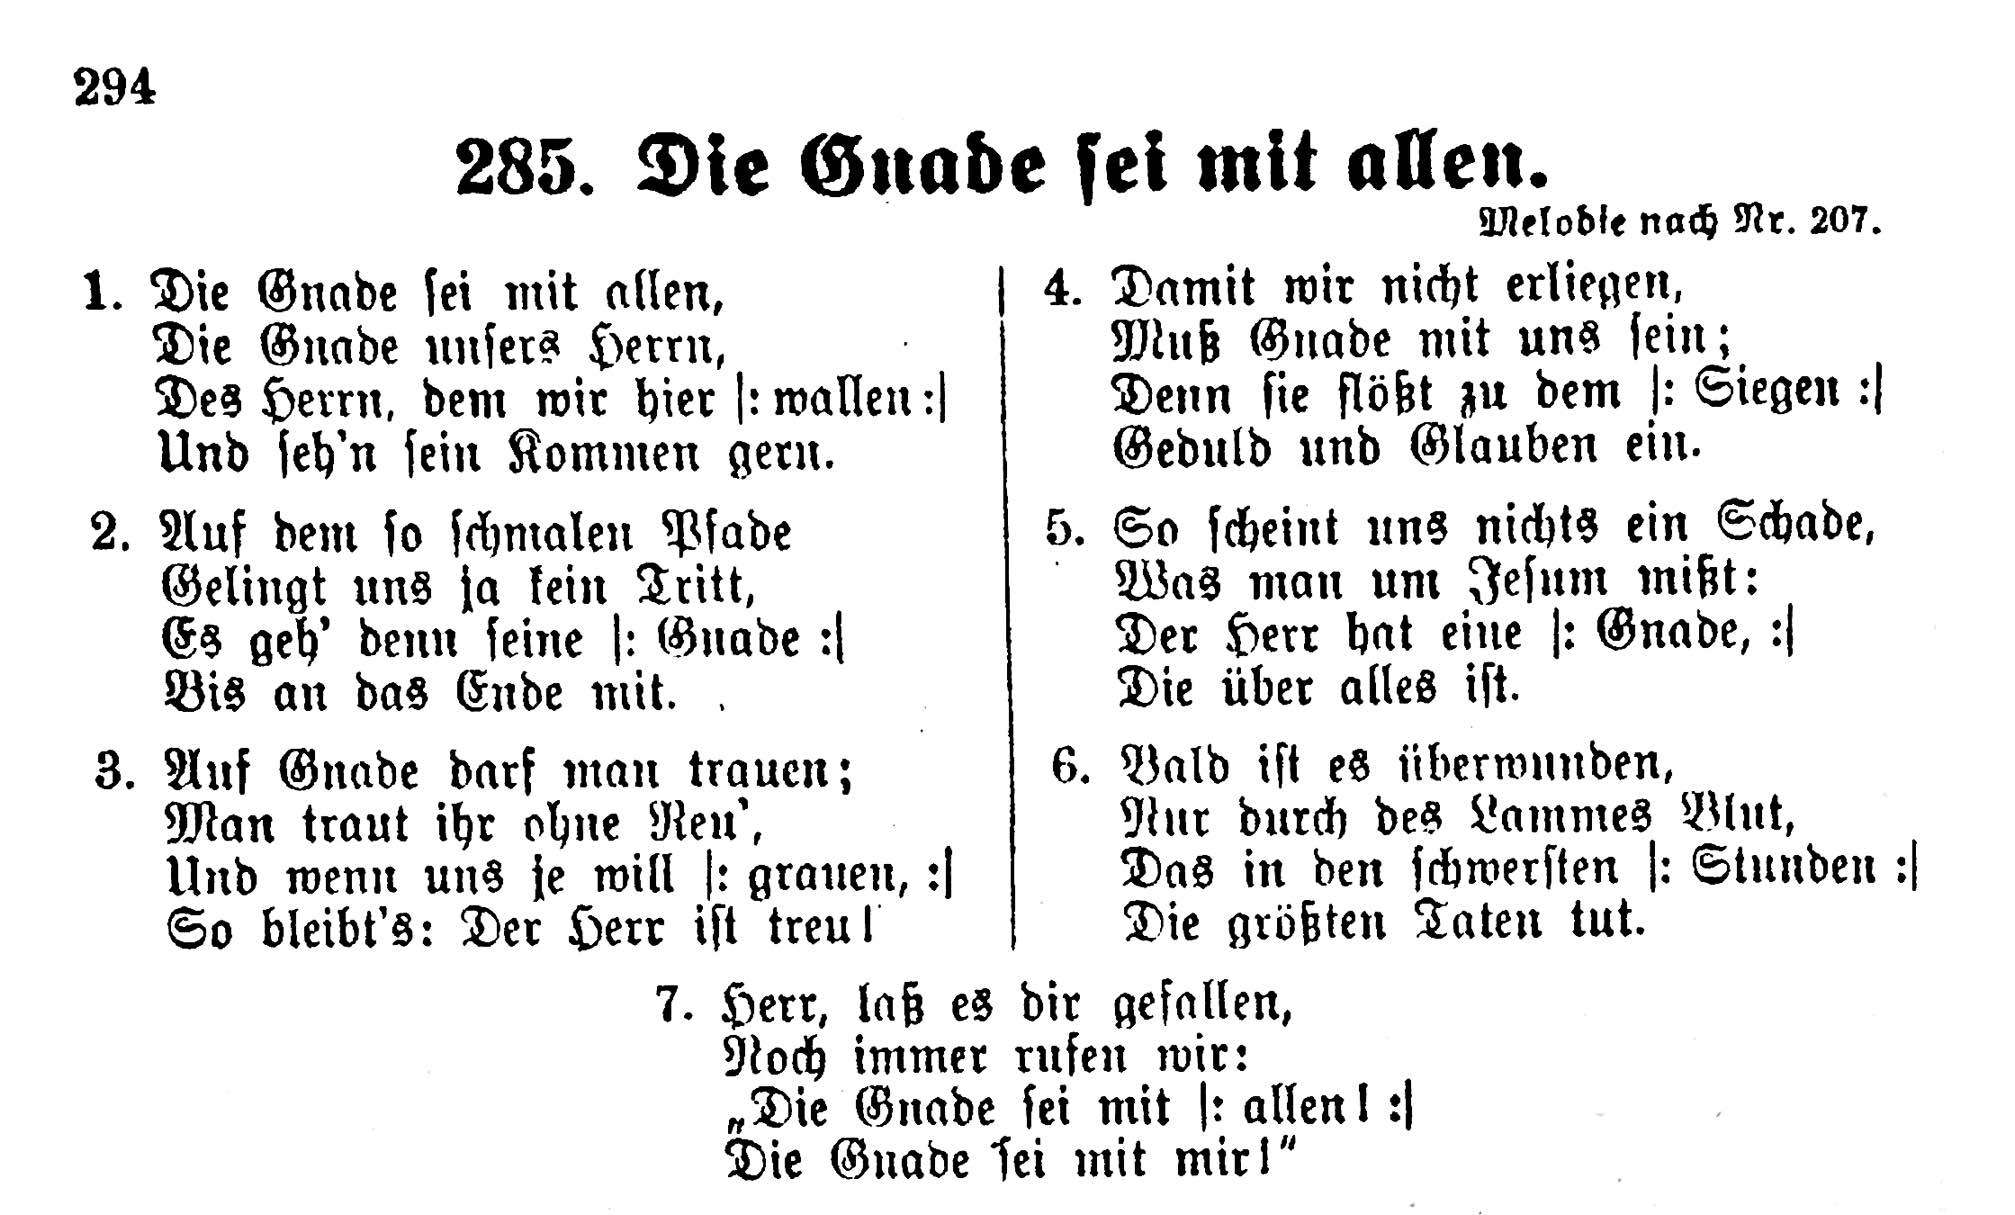 294
285. Die Gnade sei mit allen.
Melodie nach Nr. 207.
1. Die Gnade sei mit allen,
Die Gnade unsers Herrn,
Des Herrn, dem wir hier |: wallen :|
Und seh'n sein Kommen gern.
2. Auf dem so schmalen Pfade
Gelingt uns ja kein Tritt,
Es geh' denn seine |: Gnade :|
Bis an das Ende mit.
3. Auf Gnade darf man trauen;
Man traut ihr ohne Reu',
Und wenn uns je will |: grauen, :|
So bleibt's: Der Herr ist treu!
4. Damit wir nicht erliegen,
Muß Gnade mit uns sein;
Denn sie flößt zu dem |: Siegen :|
Geduld und Glauben ein.
5. So scheint uns nichts ein Schade,
Was man um Jesum mißt:
Der Herr hat eine |: Gnade, :|
Die über alles ist.
6. Bald ist es überwunden,
Nur durch des Lammes Blut,
Das in den schwersten |: Stunden :|
Die größten Taten tut.
7. Herr, laß es dir gefallen,
Noch immer rufen wir:
„Die Gnade sei mit |: allen! :|
Die Gnade sei mit mir!“